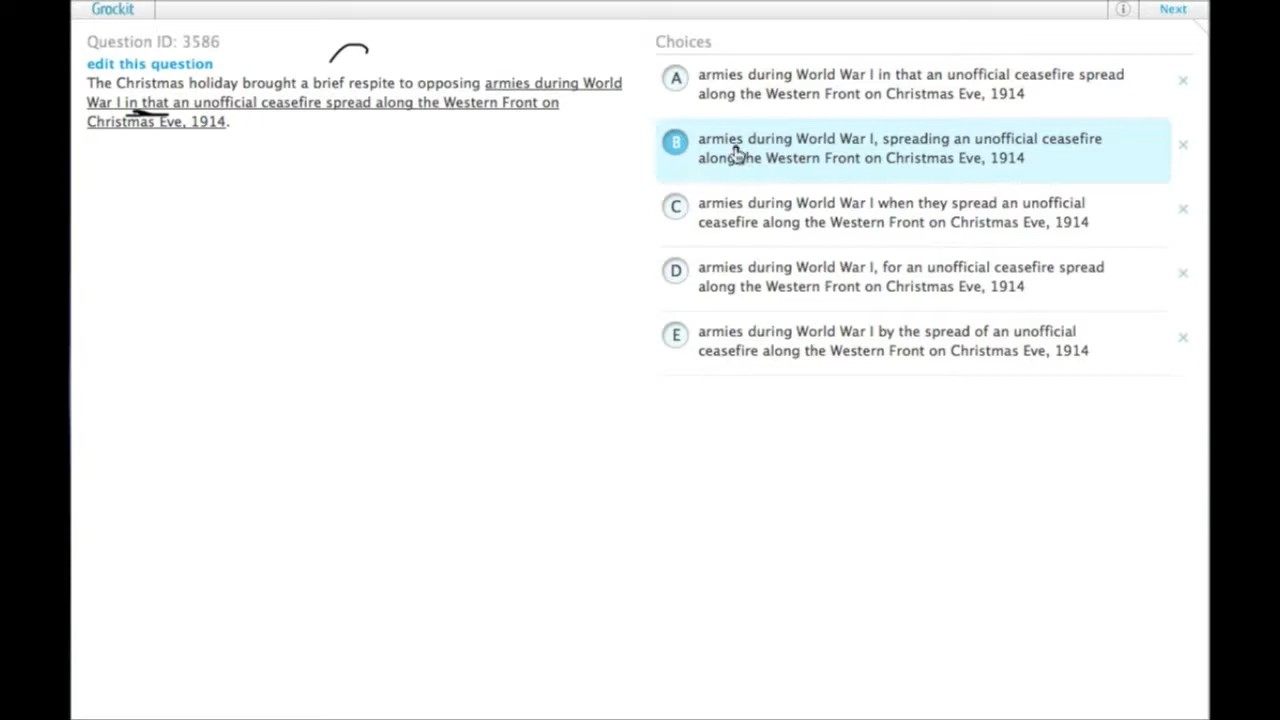 Grockit
Next
Question ID: 3586
edit this question
The Christmas holiday brought a brief respite to opposing armies during World
War I in that an unofficial ceasefire spread along the Western Front on
Christmas Eve, 1914.
Choices
A armies during World War I in that an unofficial ceasefire spread
along the Western Front on Christmas Eve, 1914
B armies during World War I, spreading an unofficial ceasefire
along the Western Front on Christmas Eve, 1914
C armies during World War I when they spread an unofficial
ceasefire along the Western Front on Christmas Eve, 1914
D armies during World War I, for an unofficial ceasefire spread
along the Western Front on Christmas Eve, 1914
E armies during World War I by the spread of an unofficial
ceasefire along the Western Front on Christmas Eve, 1914